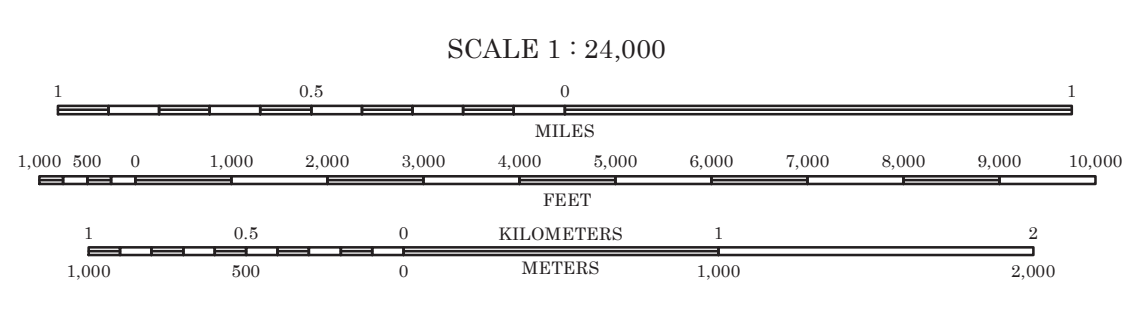 SCALE 1 : 24,000
1 0.5 0 1
MILES
1,000 500 0 1,000 2,000 3,000 4,000 5,000 6,000 7,000 8,000 9,000 10,000
FEET
1 0.5 0 KILOMETERS 1 2
1,000 500 0 METERS 1,000 2,000